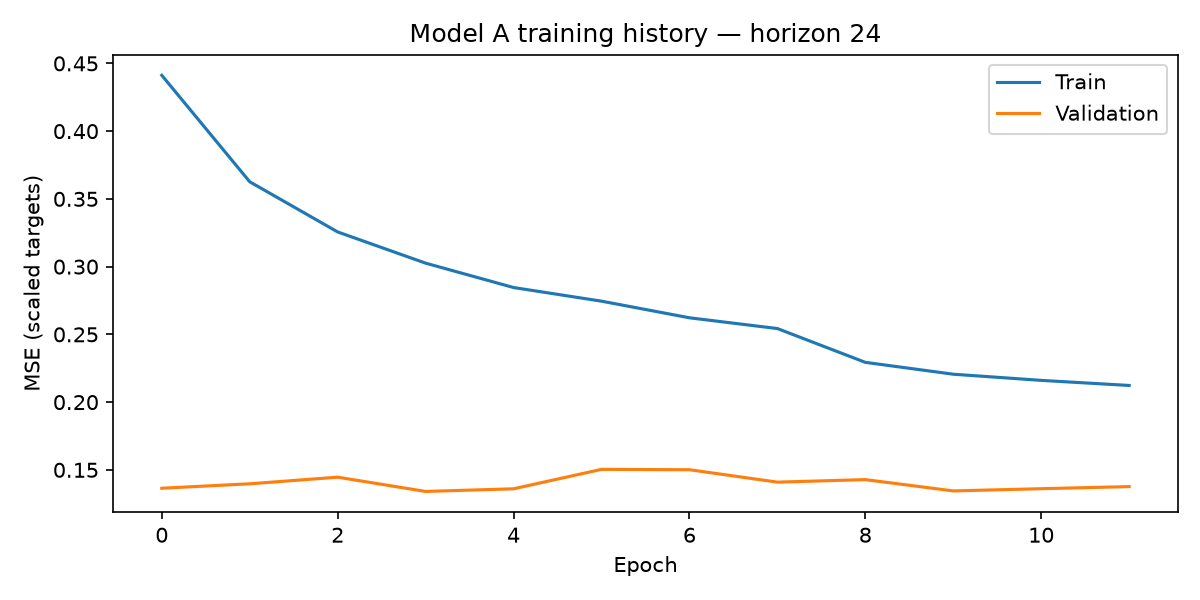 Model A training history — horizon 24
Train
Validation
MSE (scaled targets)
0.45
0.40
0.35
0.30
0.25
0.20
0.15
0 2 4 6 8 10
Epoch